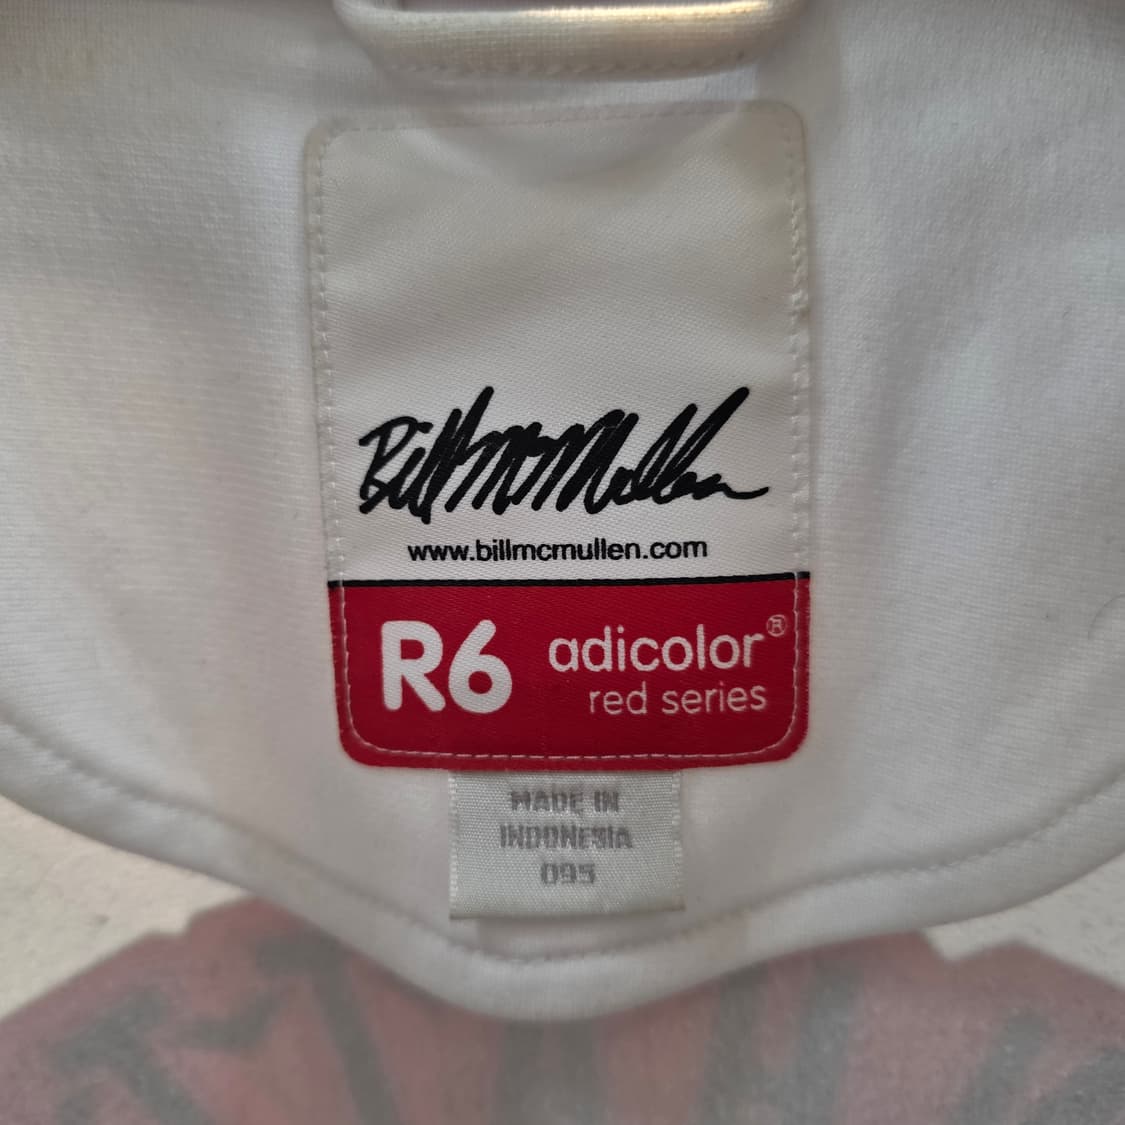 Bill McMullen
www.billmcmullen.com
R6 adicolor®
red series
MADE IN
INDONESIA
095